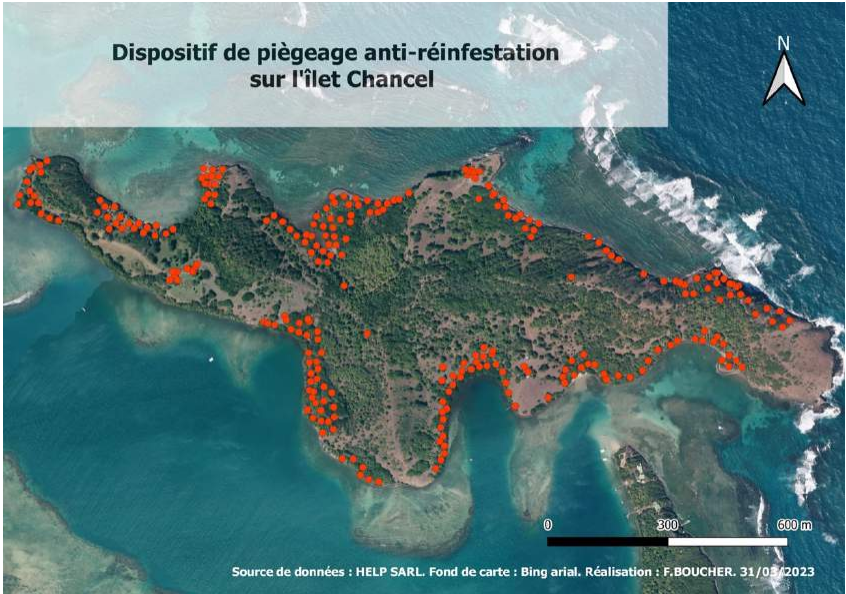 Dispositif de piègeage anti-réinfestation
sur l'îlet Chancel
N
0 300 600 m
Source de données : HELP SARL. Fond de carte : Bing arial. Réalisation : F.BOUCHER. 31/03/2023